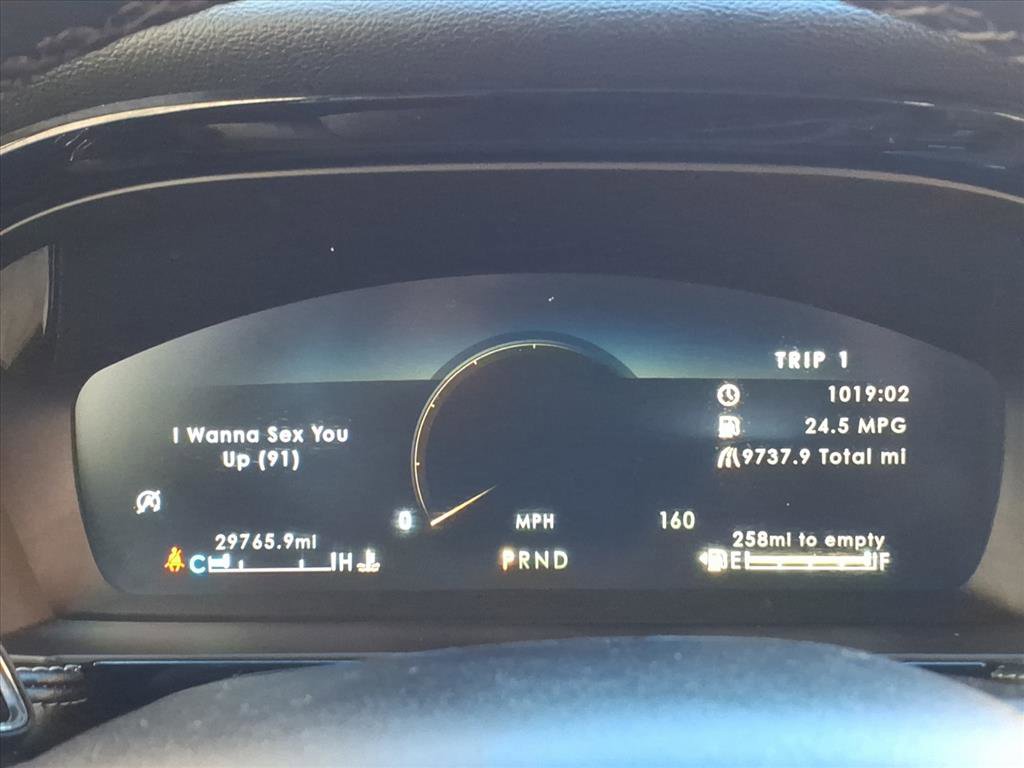 TRIP 1
1019:02
24.5 MPG
9737.9 Total mi
I Wanna Sex You
Up (91)
0 MPH 160
29765.9mi
C H
PRND
258mi to empty
E F